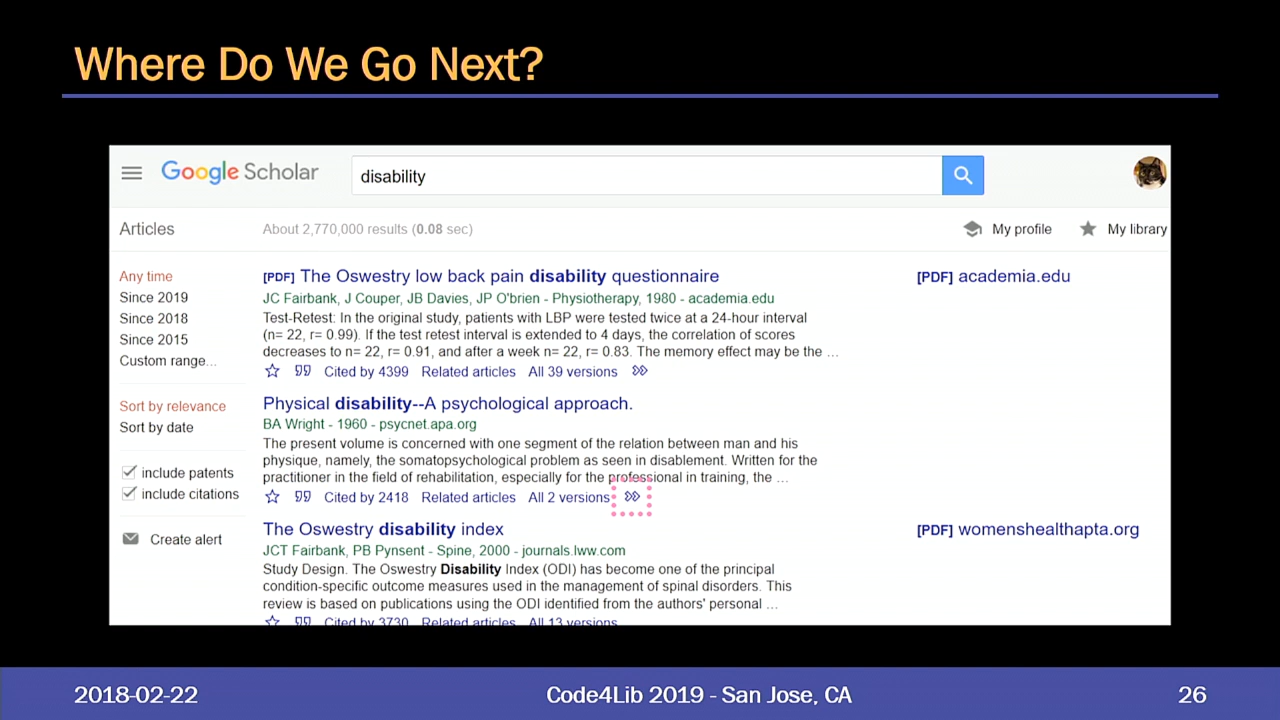 Where Do We Go Next?
Google Scholar
disability
Articles
About 2,770,000 results (0.08 sec)
My profile
My library
Any time
Since 2019
Since 2018
Since 2015
Custom range...
Sort by relevance
Sort by date
include patents
include citations
Create alert
[PDF] The Oswestry low back pain disability questionnaire
[PDF] academia.edu
JC Fairbank, J Couper, JB Davies, JP O'brien - Physiotherapy, 1980 - academia.edu
Test-Retest: In the original study, patients with LBP were tested twice at a 24-hour interval
(n= 22, r= 0.99). If the test retest interval is extended to 4 days, the correlation of scores
decreases to n= 22, r= 0.91, and after a week n= 22, r= 0.83. The memory effect may be the ...
Cited by 4399 Related articles All 39 versions
Physical disability--A psychological approach.
BA Wright - 1960 - psycnet.apa.org
The present volume is concerned with one segment of the relation between man and his
physique, namely, the somatopsychological problem as seen in disablement. Written for the
practitioner in the field of rehabilitation, especially for the professional in training, the ...
Cited by 2418 Related articles All 2 versions
The Oswestry disability index
[PDF] womenshealthapta.org
JCT Fairbank, PB Pynsent - Spine, 2000 - journals.lww.com
Study Design. The Oswestry Disability Index (ODI) has become one of the principal
condition-specific outcome measures used in the management of spinal disorders. This
review is based on publications using the ODI identified from the authors' personal ...
Cited by 3730 Related articles All 13 versions
2018-02-22
Code4Lib 2019 - San Jose, CA
26